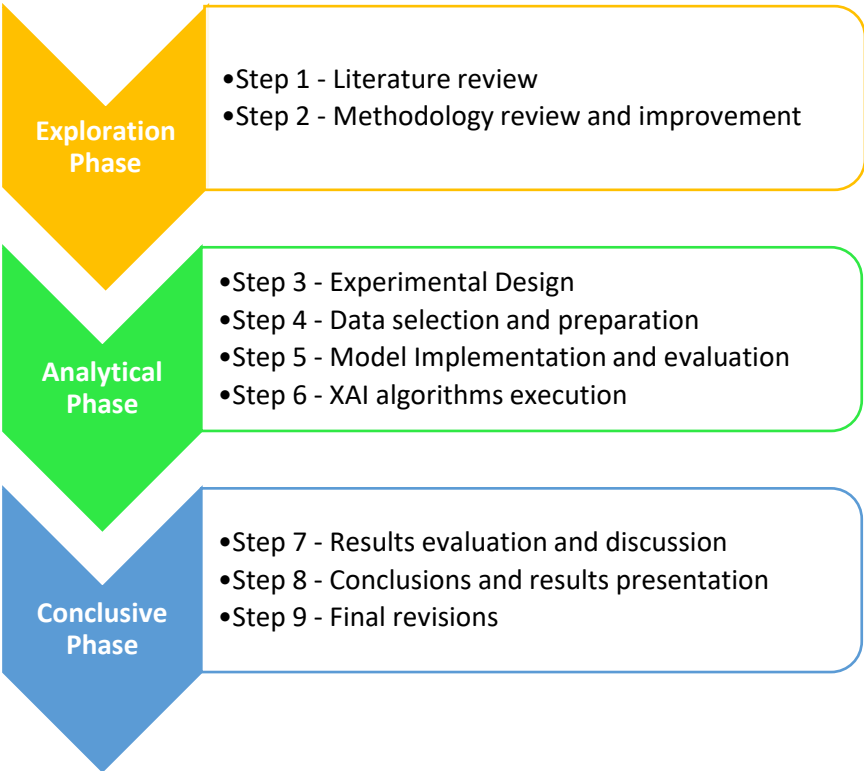 Exploration
Phase
•Step 1 - Literature review
•Step 2 - Methodology review and improvement
Analytical
Phase
•Step 3 - Experimental Design
•Step 4 - Data selection and preparation
•Step 5 - Model Implementation and evaluation
•Step 6 - XAI algorithms execution
Conclusive
Phase
•Step 7 - Results evaluation and discussion
•Step 8 - Conclusions and results presentation
•Step 9 - Final revisions